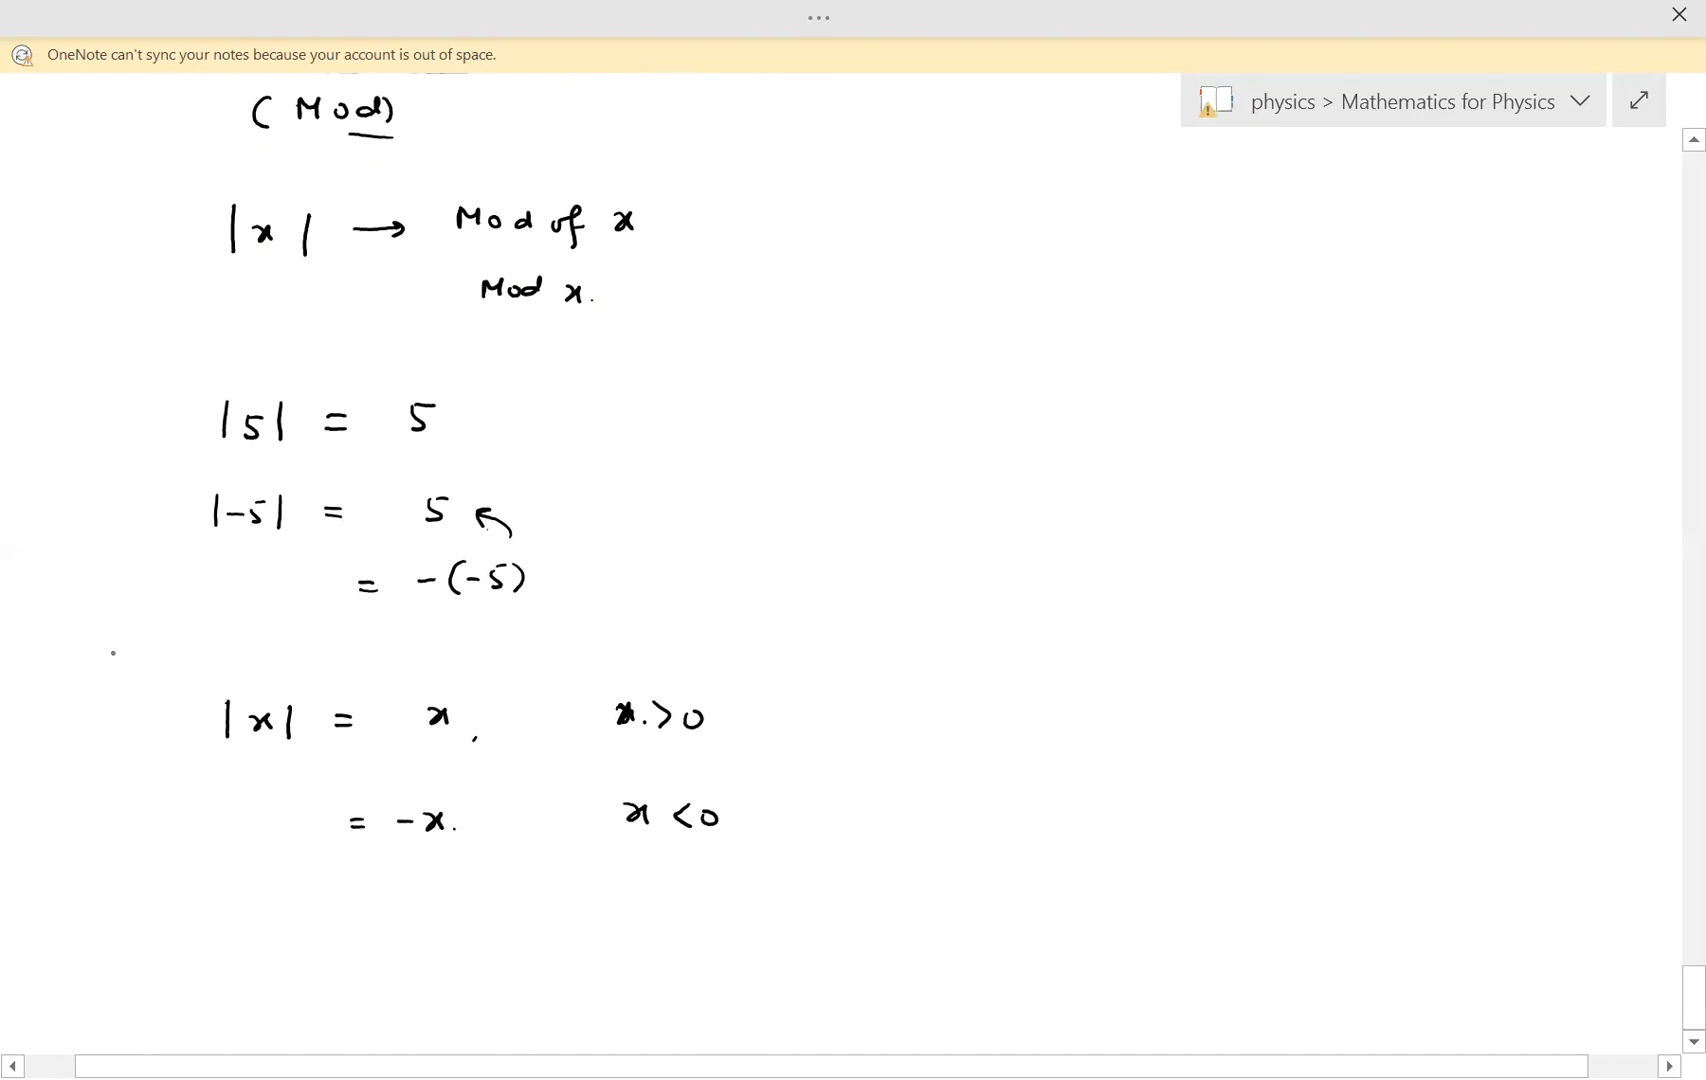 ...
OneNote can't sync your notes because your account is out of space.
physics > Mathematics for Physics
( Mod)
|x| → Mod of x
Mod x.
|5| = 5
|-5| = 5
= -(-5)
|x| = x, x.>0
= -x. x <0